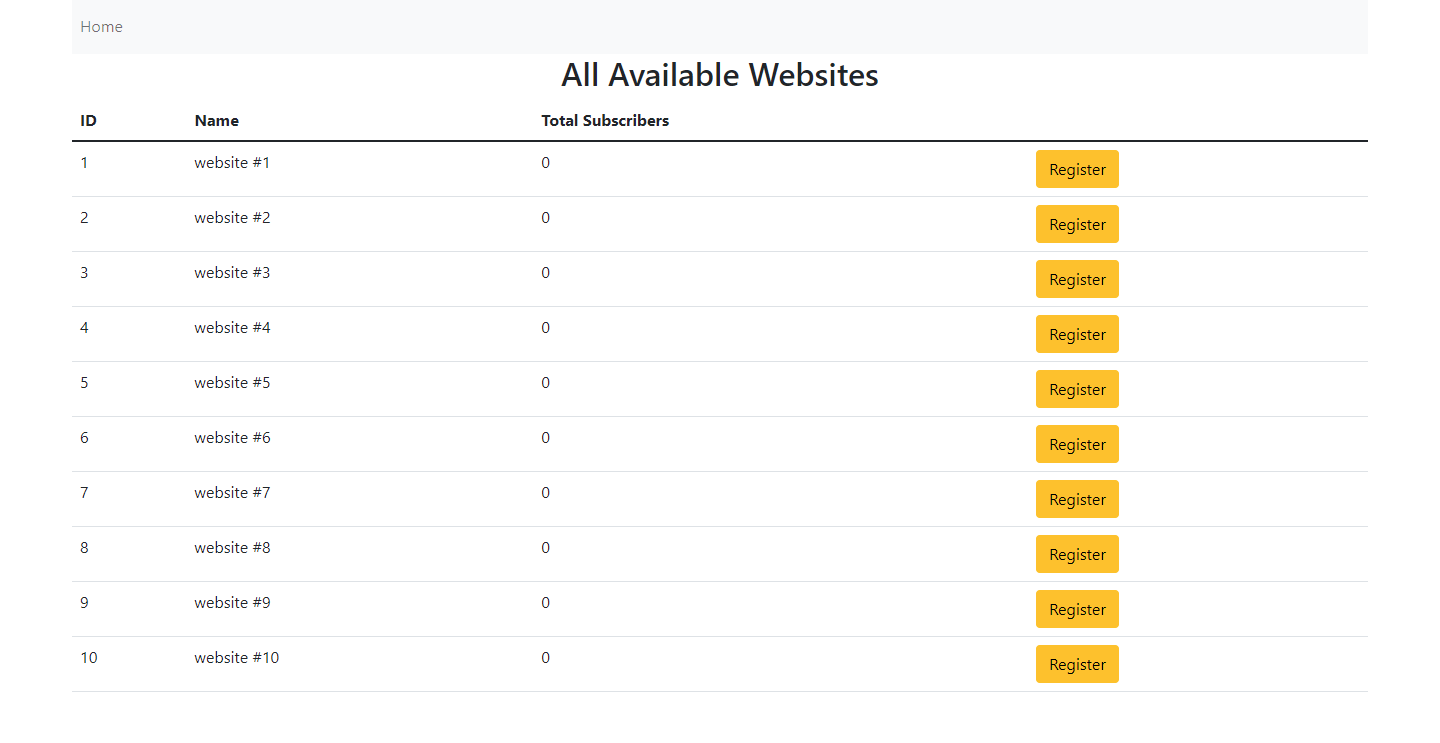 Home
All Available Websites
ID Name Total Subscribers
1 website #1 0 Register
2 website #2 0 Register
3 website #3 0 Register
4 website #4 0 Register
5 website #5 0 Register
6 website #6 0 Register
7 website #7 0 Register
8 website #8 0 Register
9 website #9 0 Register
10 website #10 0 Register